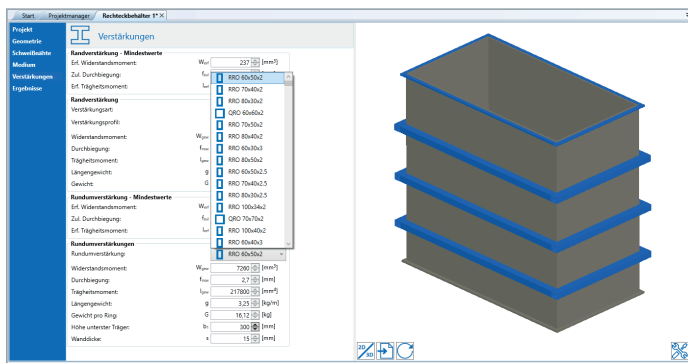 Start Projektmanager Rechteckbehälter 1* X
Projekt
Geometrie
Schweißnähte
Medium
Verstärkungen
Ergebnisse
Verstärkungen
Randverstärkung - Mindestwerte
Erf. Widerstandsmoment: W 237 [mm³]
Zul. Durchbiegung: f
Erf. Trägheitsmoment: I
RRO 60x50x2
RRO 70x40x2
RRO 80x30x2
QRO 60x60x2
RRO 70x50x2
RRO 80x40x2
RRO 60x30x3
RRO 80x50x2
RRO 60x50x2.5
RRO 70x40x2.5
RRO 80x30x2.5
RRO 100x34x2
QRO 70x70x2
RRO 100x40x2
RRO 60x40x3
Randverstärkung
Verstärkungsart:
Verstärkungsprofil:
Widerstandsmoment: W
Durchbiegung: f
Trägheitsmoment: I
Längengewicht: g
Gewicht: G
Rundumverstärkung - Mindestwerte
Erf. Widerstandsmoment: W
Zul. Durchbiegung: f
Erf. Trägheitsmoment: I
Rundumverstärkungen
Rundumverstärkung: RRO 60x50x2
Widerstandsmoment: W 7260 [mm³]
Durchbiegung: f 2,7 [mm]
Trägheitsmoment: I 217800 [mm⁴]
Längengewicht: g 3,25 [kg/m]
Gewicht pro Ring: G 16,12 [kg]
Höhe unterster Träger: 300 [mm]
Wanddicke: s 15 [mm]
2D/3D